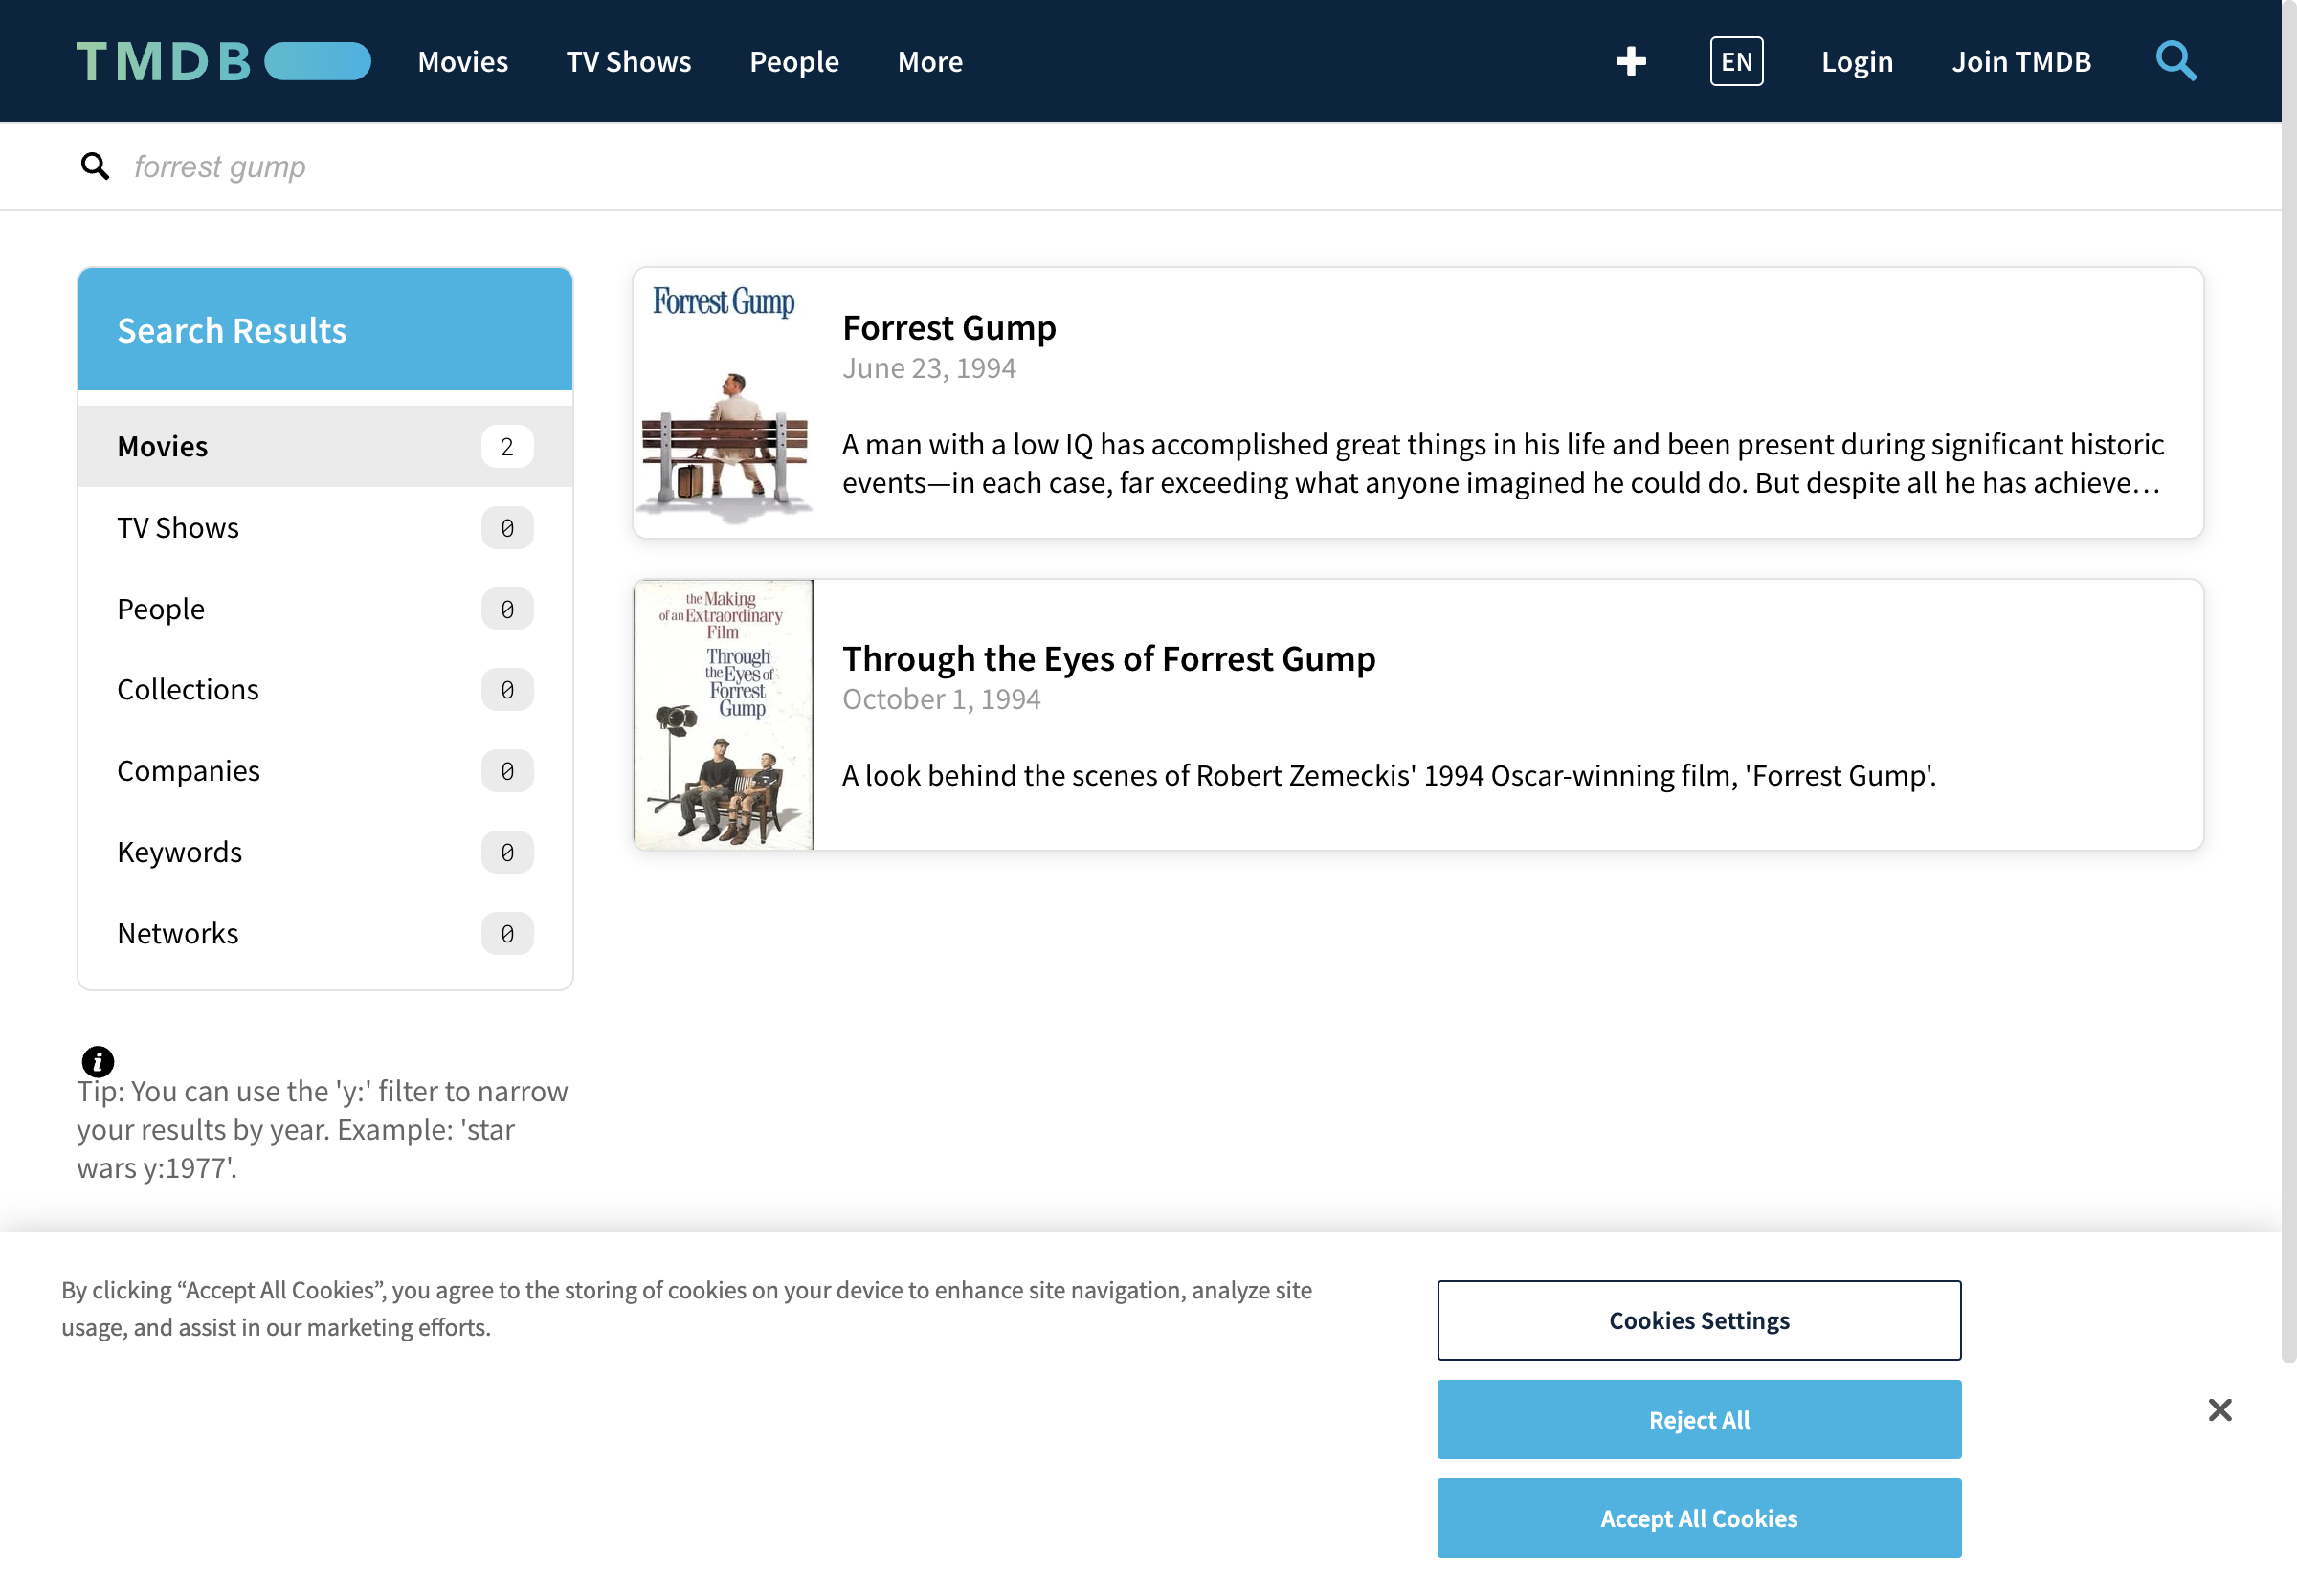 TMDB
Movies
TV Shows
People
More
EN
Login
Join TMDB
forrest gump
Search Results
Movies 2
TV Shows 0
People 0
Collections 0
Companies 0
Keywords 0
Networks 0
Tip: You can use the 'y:' filter to narrow
your results by year. Example: 'star
wars y:1977'.
Forrest Gump
Forrest Gump
June 23, 1994
A man with a low IQ has accomplished great things in his life and been present during significant historic
events—in each case, far exceeding what anyone imagined he could do. But despite all he has achieve…
the Making
of an Extraordinary
Film
Through
the Eyes of
Forrest
Gump
Through the Eyes of Forrest Gump
October 1, 1994
A look behind the scenes of Robert Zemeckis' 1994 Oscar-winning film, 'Forrest Gump'.
By clicking “Accept All Cookies”, you agree to the storing of cookies on your device to enhance site navigation, analyze site
usage, and assist in our marketing efforts.
Cookies Settings
Reject All
Accept All Cookies